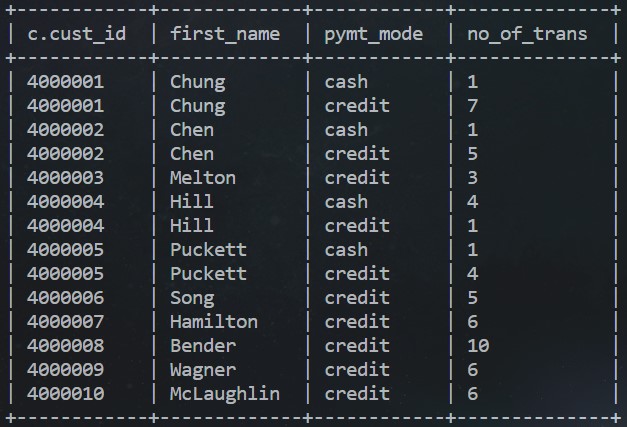 +------------+-------------+------------+--------------+
| c.cust_id  | first_name  | pymt_mode  | no_of_trans  |
+------------+-------------+------------+--------------+
| 4000001    | Chung       | cash       | 1            |
| 4000001    | Chung       | credit     | 7            |
| 4000002    | Chen        | cash       | 1            |
| 4000002    | Chen        | credit     | 5            |
| 4000003    | Melton      | credit     | 3            |
| 4000004    | Hill        | cash       | 4            |
| 4000004    | Hill        | credit     | 1            |
| 4000005    | Puckett     | cash       | 1            |
| 4000005    | Puckett     | credit     | 4            |
| 4000006    | Song        | credit     | 5            |
| 4000007    | Hamilton    | credit     | 6            |
| 4000008    | Bender      | credit     | 10           |
| 4000009    | Wagner      | credit     | 6            |
| 4000010    | McLaughlin  | credit     | 6            |
+------------+-------------+------------+--------------+